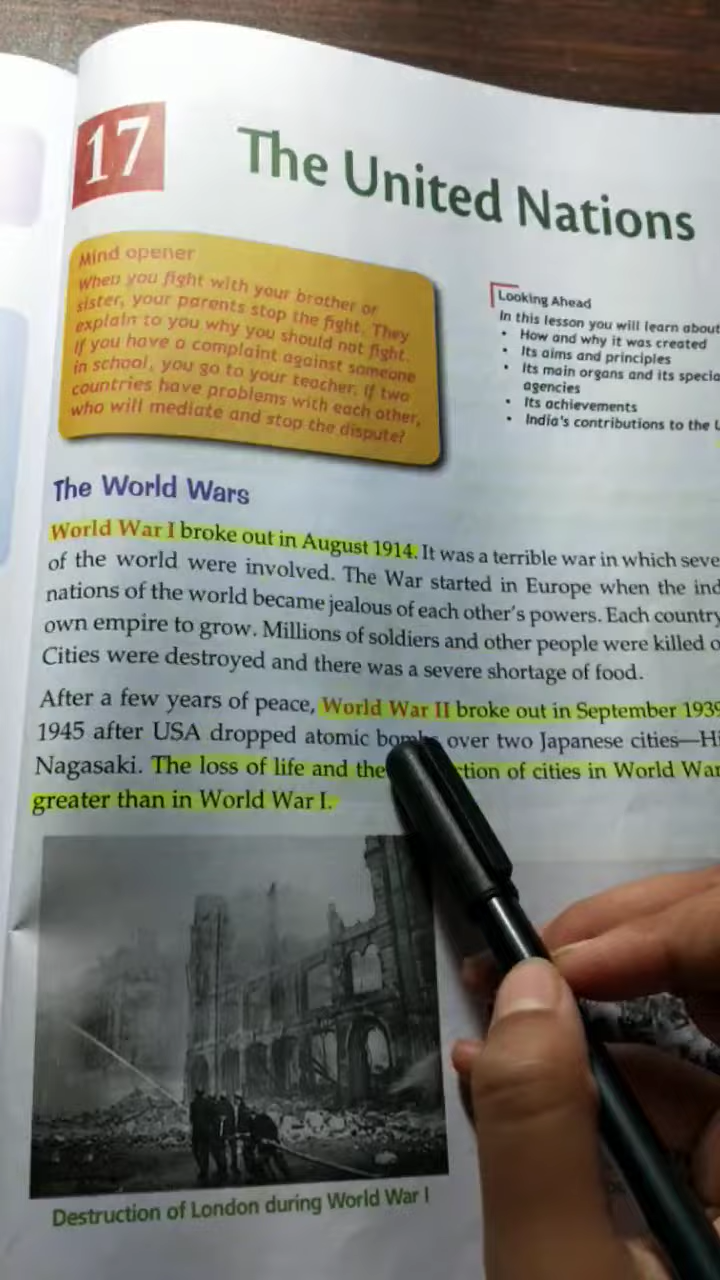 17
The United Nations
Mind opener
When you fight with your brother or
sister, your parents stop the fight. They
explain to you why you should not fight.
If you have a complaint against someone
in school, you go to your teacher. If two
countries have problems with each other,
who will mediate and stop the dispute?
Looking Ahead
In this lesson you will learn about
• How and why it was created
• Its aims and principles
• Its main organs and its
agencies
• Its achievements
• India's contributions to the
The World Wars
World War I broke out in August 1914. It was a terrible war in which
of the world were involved. The War started in Europe when the
nations of the world became jealous of each other's powers. Each country
own empire to grow. Millions of soldiers and other people were killed
Cities were destroyed and there was a severe shortage of food.
After a few years of peace, World War II broke out in September 1939
1945 after USA dropped atomic bombs over two Japanese cities—
Nagasaki. The loss of life and the of cities in World War
greater than in World War I.
Destruction of London during World War I